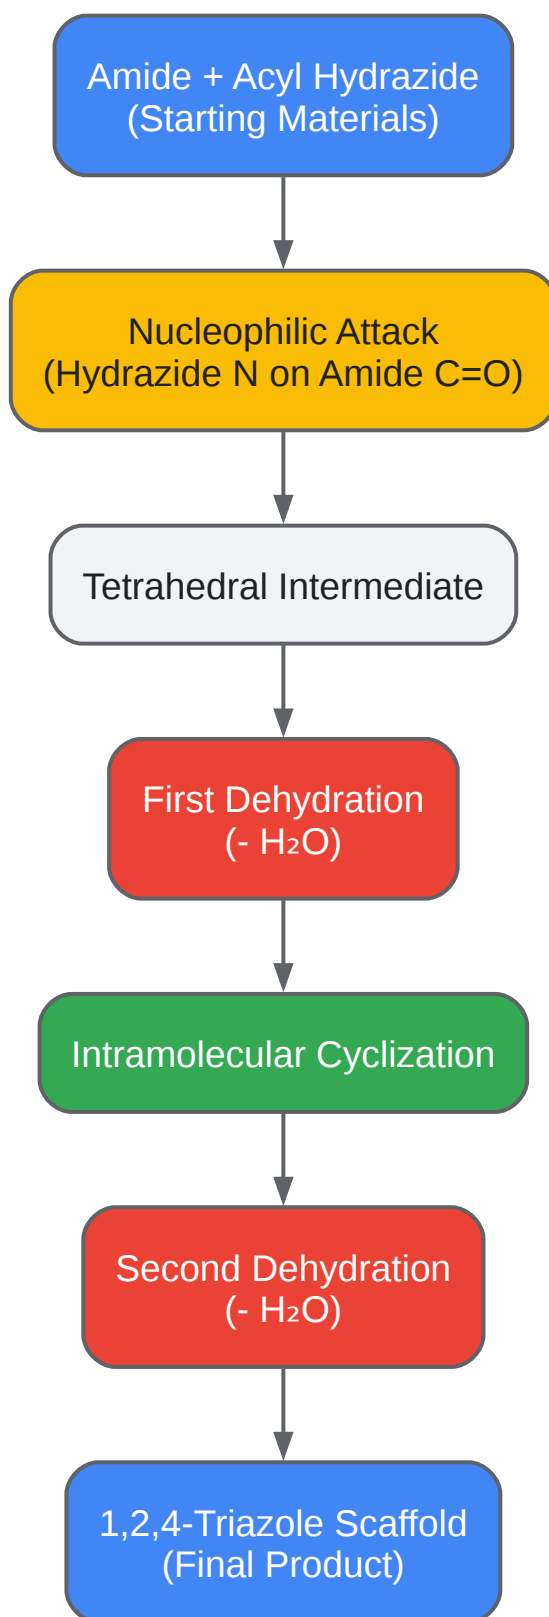 Amide + Acyl Hydrazide
(Starting Materials)
Nucleophilic Attack
(Hydrazide N on Amide C=O)
Tetrahedral Intermediate
First Dehydration
(- H₂O)
Intramolecular Cyclization
Second Dehydration
(- H₂O)
1,2,4-Triazole Scaffold
(Final Product)